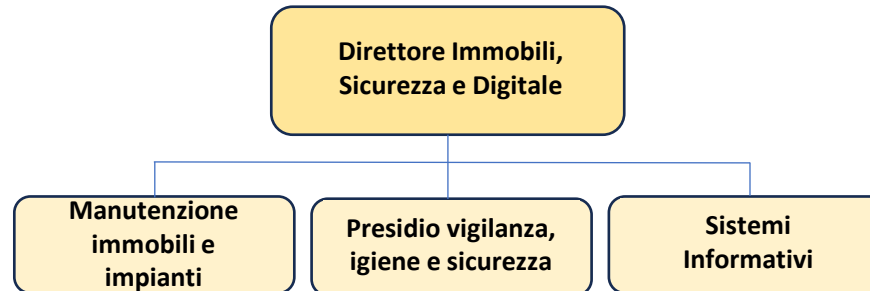 Direttore Immobili,
Sicurezza e Digitale
Manutenzione
immobili e
impianti
Presidio vigilanza,
igiene e sicurezza
Sistemi
Informativi